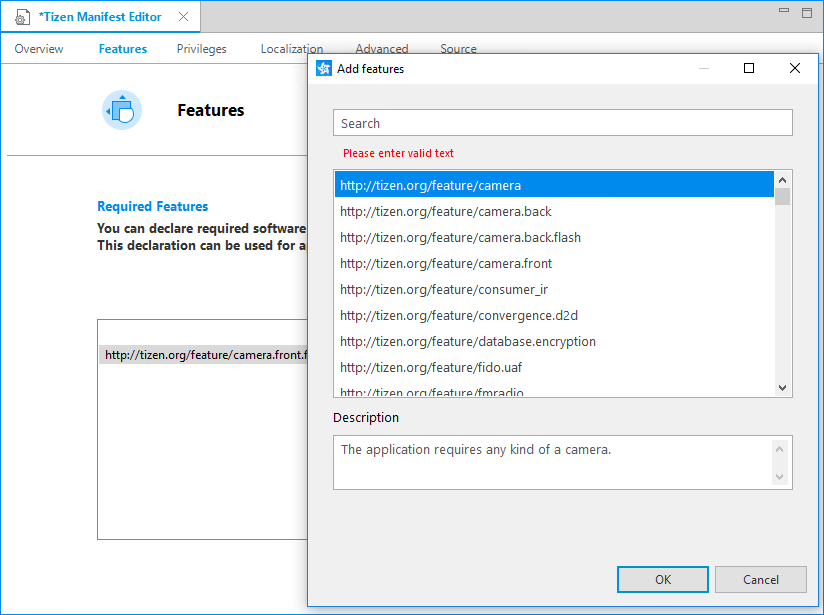 *Tizen Manifest Editor
Overview
Features
Privileges
Localization
Advanced
Source
Features
Required Features
You can declare required software
This declaration can be used for
http://tizen.org/feature/camera.front.f
Add features
Search
Please enter valid text
http://tizen.org/feature/camera
http://tizen.org/feature/camera.back
http://tizen.org/feature/camera.back.flash
http://tizen.org/feature/camera.front
http://tizen.org/feature/consumer_ir
http://tizen.org/feature/convergence.d2d
http://tizen.org/feature/database.encryption
http://tizen.org/feature/fido.uaf
http://tizen.org/feature/fmradio
Description
The application requires any kind of a camera.
OK
Cancel